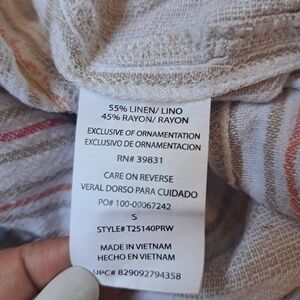 55% LINEN/ LINO
45% RAYON/ RAYON
EXCLUSIVE OF ORNAMENTATION
EXCLUSIVO DE ORNAMENTACION
RN# 39831
CARE ON REVERSE
VERAL DORSO PARA CUIDADO
PO# 100-00067242
S
STYLE# T25140PRW
MADE IN VIETNAM
HECHO EN VIETNAM
UPC# 829092794358